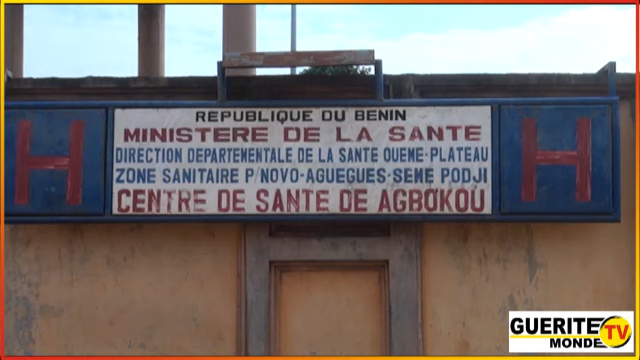 REPUBLIQUE DU BENIN
H MINISTERE DE LA SANTE H
DIRECTION DEPARTEMENTALE DE LA SANTE OUEME-PLATEAU
ZONE SANITAIRE P/NOVO-AGUEGUES-SEME PODJI
CENTRE DE SANTE DE AGBOKOU
GUERITE TV
MONDE